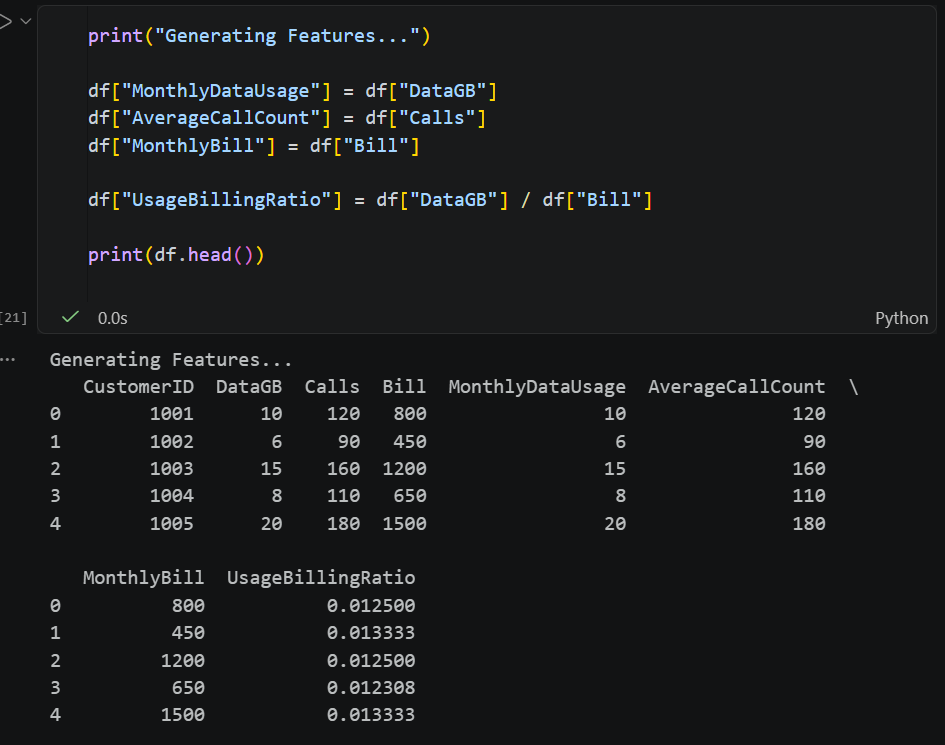 print("Generating Features...")
df["MonthlyDataUsage"] = df["DataGB"]
df["AverageCallCount"] = df["Calls"]
df["MonthlyBill"] = df["Bill"]
df["UsageBillingRatio"] = df["DataGB"] / df["Bill"]
print(df.head())
[21]
0.0s
Python
Generating Features...
CustomerID DataGB Calls Bill MonthlyDataUsage AverageCallCount \
0 1001 10 120 800 10 120
1 1002 6 90 450 6 90
2 1003 15 160 1200 15 160
3 1004 8 110 650 8 110
4 1005 20 180 1500 20 180
MonthlyBill UsageBillingRatio
0 800 0.012500
1 450 0.013333
2 1200 0.012500
3 650 0.012308
4 1500 0.013333